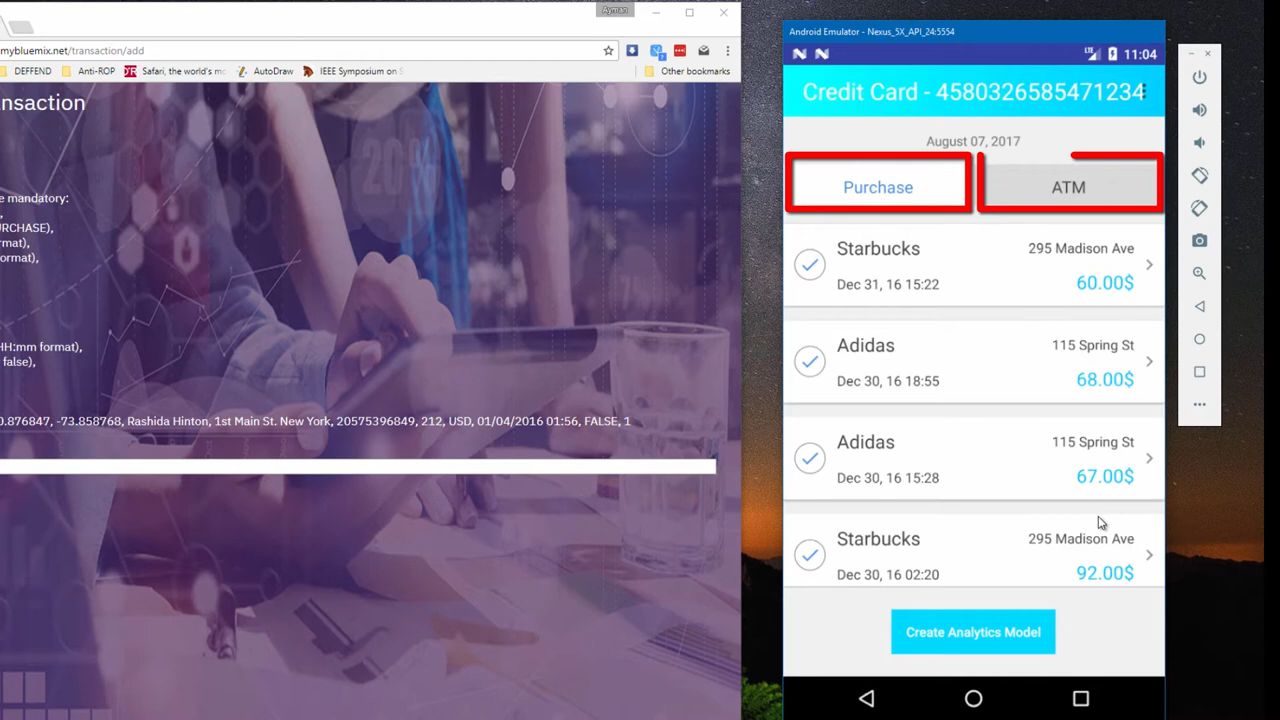 Ayman
mybluemix.net/transaction/add
DEFFEND Anti-ROP Safari, the world's mo AutoDraw IEEE Symposium on S Other bookmarks
nsaction
e mandatory:
URCHASE),
ormat),
ormat),
HH:mm format),
false),
0.876847, -73.858768, Rashida Hinton, 1st Main St. New York, 20575396849, 212, USD, 01/04/2016 01:56, FALSE, 1
20%
Android Emulator - Nexus_5X_API_24:5554
LTE 11:04
Credit Card - 4580326585471234
August 07, 2017
Purchase ATM
Starbucks 295 Madison Ave
Dec 31, 16 15:22 60.00$
Adidas 115 Spring St
Dec 30, 16 18:55 68.00$
Adidas 115 Spring St
Dec 30, 16 15:28 67.00$
Starbucks 295 Madison Ave
Dec 30, 16 02:20 92.00$
Create Analytics Model